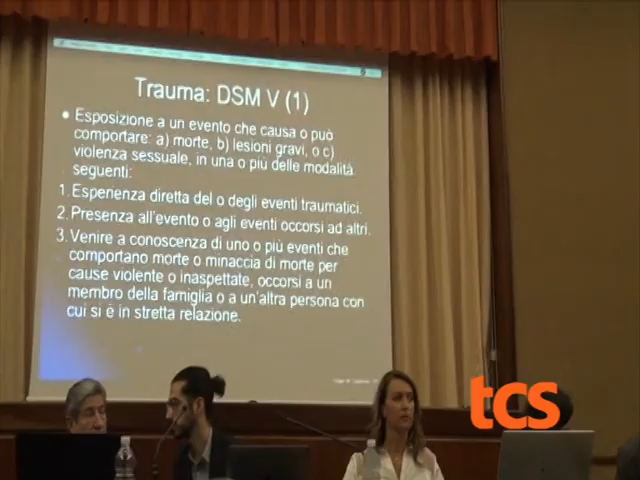 Trauma: DSM V (1)
• Esposizione a un evento che causa o può
comportare: a) morte, b) lesioni gravi, o c)
violenza sessuale, in una o più delle modalità
seguenti:
1. Esperienza diretta del o degli eventi traumatici.
2. Presenza all'evento o agli eventi occorsi ad altri.
3. Venire a conoscenza di uno o più eventi che
comportano morte o minaccia di morte per
cause violente o inaspettate, occorsi a un
membro della famiglia o a un'altra persona con
cui si è in stretta relazione.
tcs